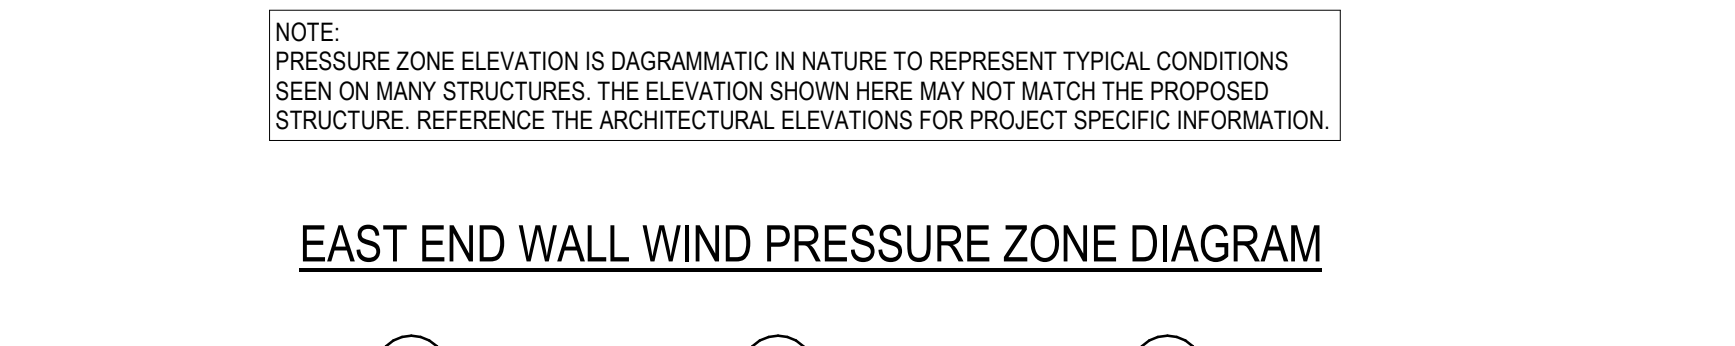 NOTE:
PRESSURE ZONE ELEVATION IS DAGRAMMATIC IN NATURE TO REPRESENT TYPICAL CONDITIONS
SEEN ON MANY STRUCTURES. THE ELEVATION SHOWN HERE MAY NOT MATCH THE PROPOSED
STRUCTURE. REFERENCE THE ARCHITECTURAL ELEVATIONS FOR PROJECT SPECIFIC INFORMATION.
EAST END WALL WIND PRESSURE ZONE DIAGRAM